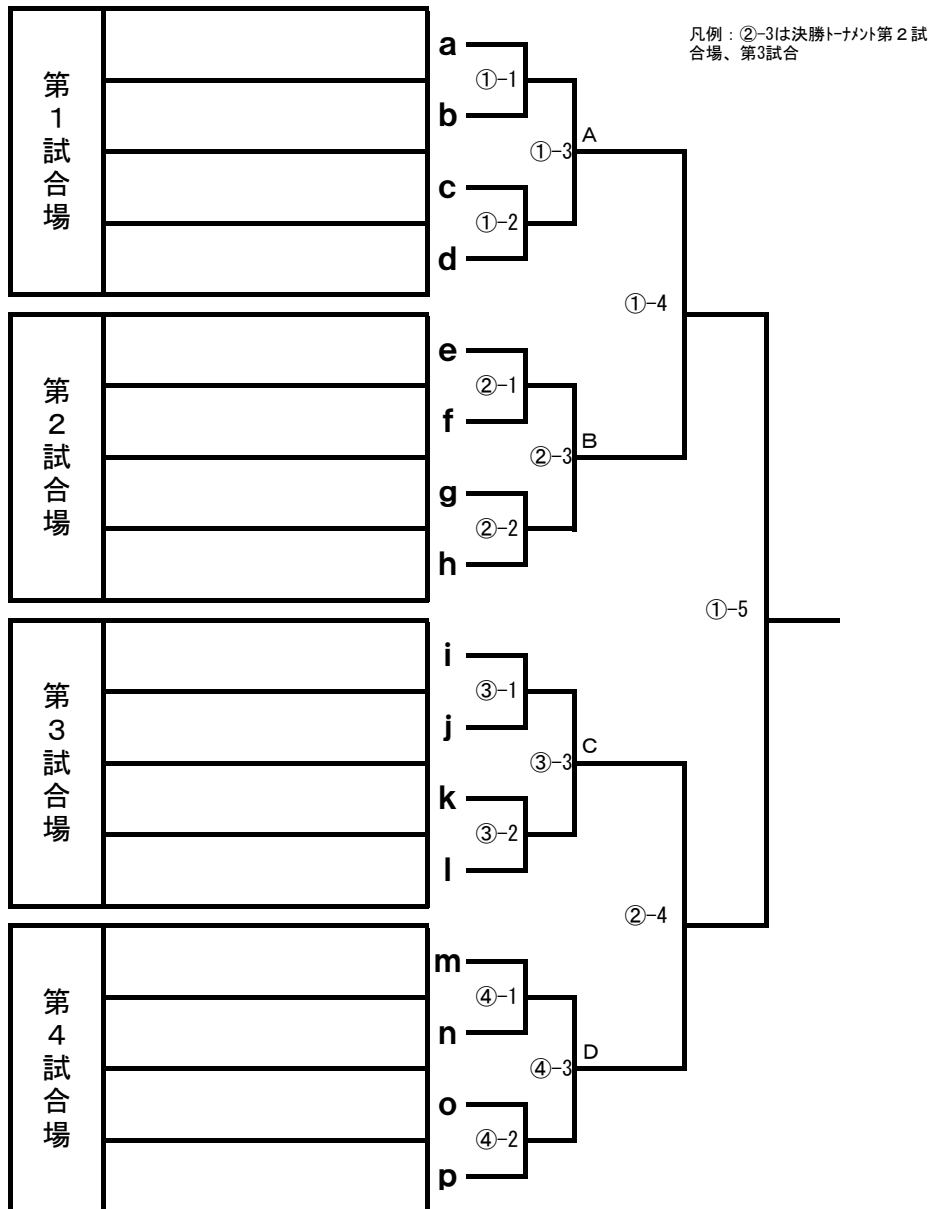 凡例：②-3は決勝ﾄｰﾅﾒﾝﾄ第２試
合場、第3試合
第１試合場
a
①-1
b
A
①-3
c
①-2
d
①-4
第２試合場
e
②-1
f
B
②-3
g
②-2
h
①-5
第３試合場
i
③-1
j
C
③-3
k
③-2
l
②-4
第４試合場
m
④-1
n
D
④-3
o
④-2
p